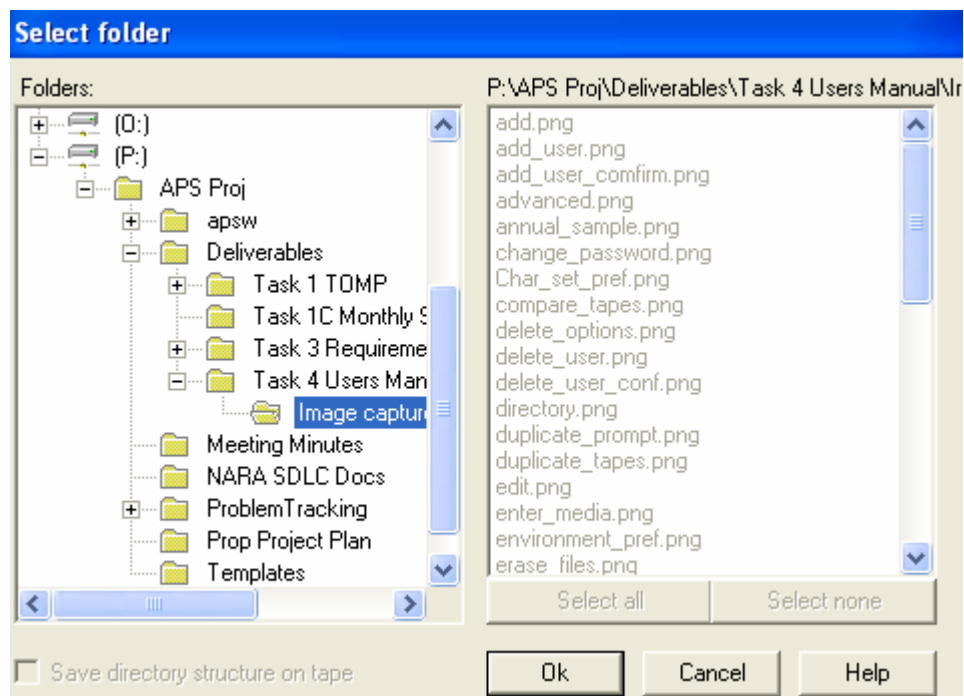 Select folder
Folders:
P:\APS Proj\Deliverables\Task 4 Users Manual\Ir
(O:)
(P:)
APS Proj
apsw
Deliverables
Task 1 TOMP
Task 1C Monthly S
Task 3 Requireme
Task 4 Users Man
Image capture
Meeting Minutes
NARA SDLC Docs
ProblemTracking
Prop Project Plan
Templates
add.png
add_user.png
add_user_comfirm.png
advanced.png
annual_sample.png
change_password.png
Char_set_pref.png
compare_tapes.png
delete_options.png
delete_user.png
delete_user_conf.png
directory.png
duplicate_prompt.png
duplicate_tapes.png
edit.png
enter_media.png
environment_pref.png
erase_files.png
Select all
Select none
Save directory structure on tape
Ok
Cancel
Help